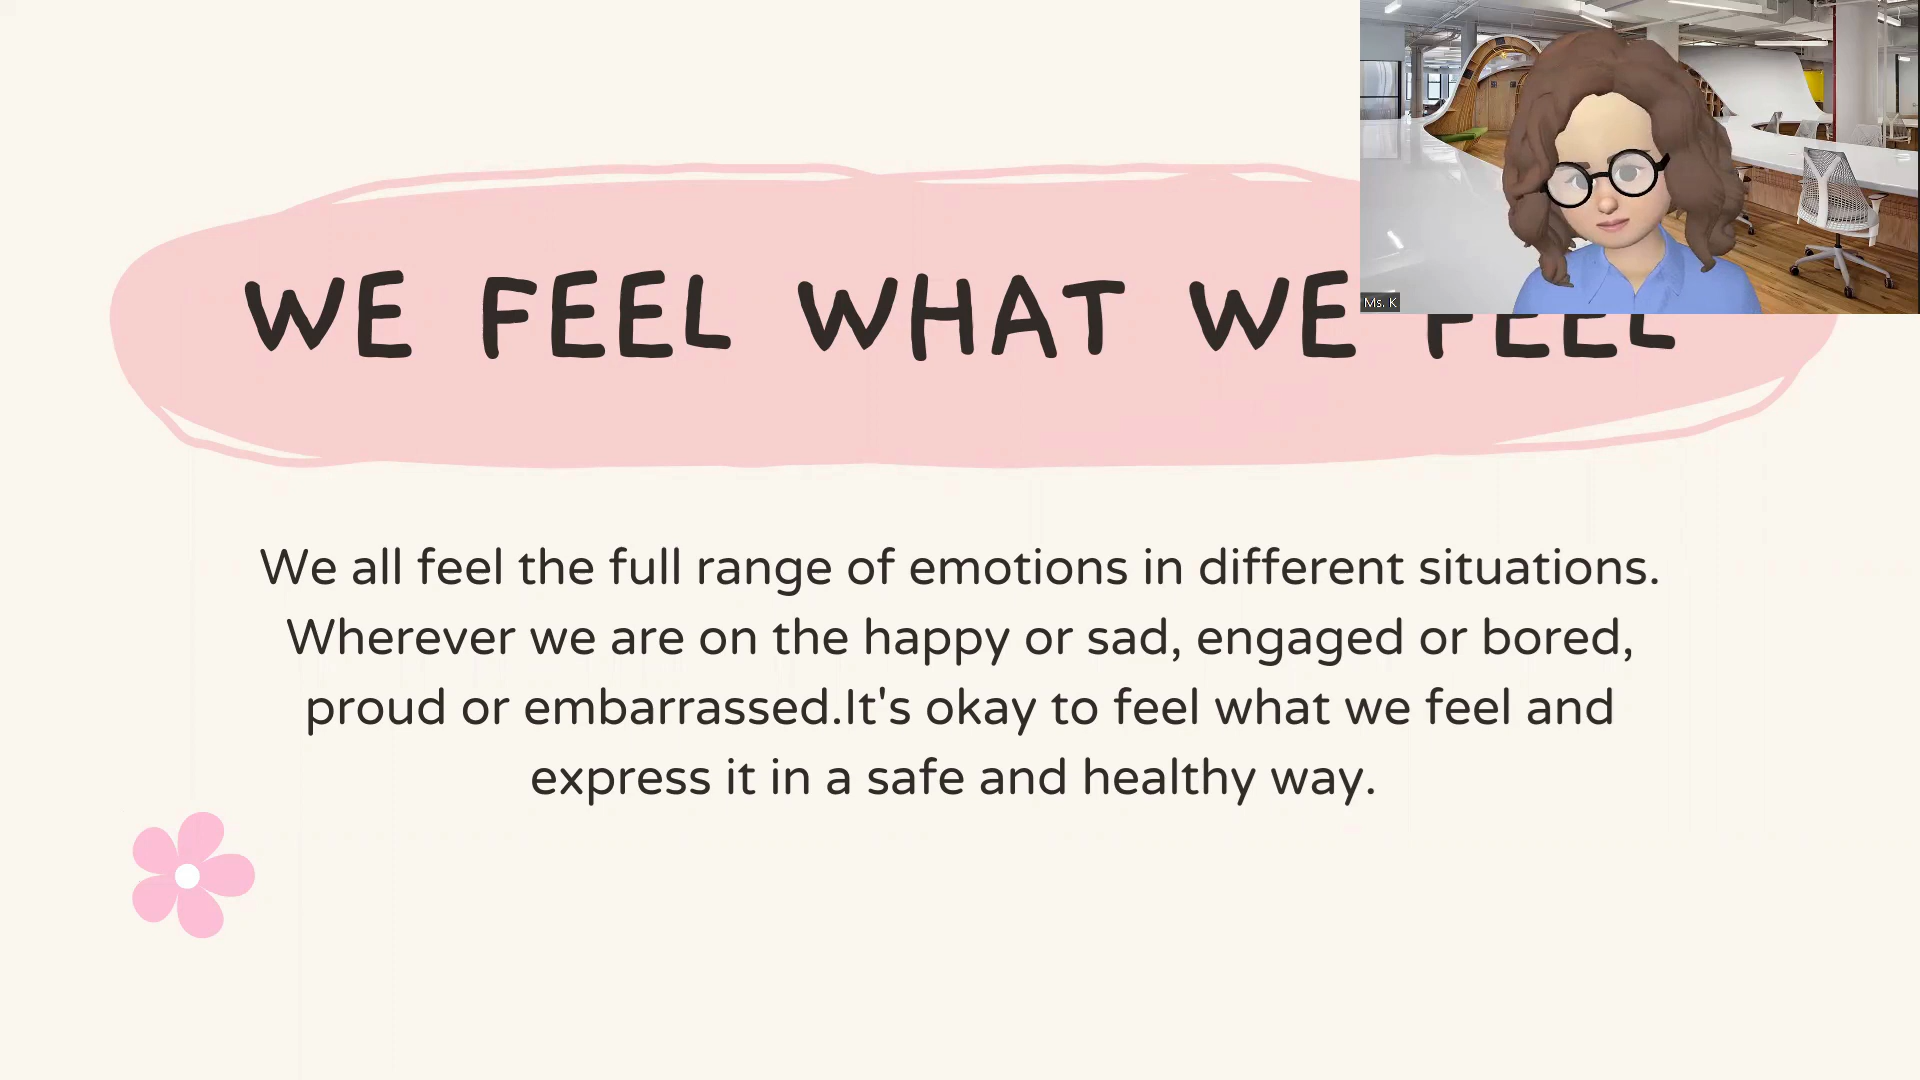 WE FEEL WHAT WE FEEL
Ms. K
We all feel the full range of emotions in different situations.
Wherever we are on the happy or sad, engaged or bored,
proud or embarrassed.It's okay to feel what we feel and
express it in a safe and healthy way.